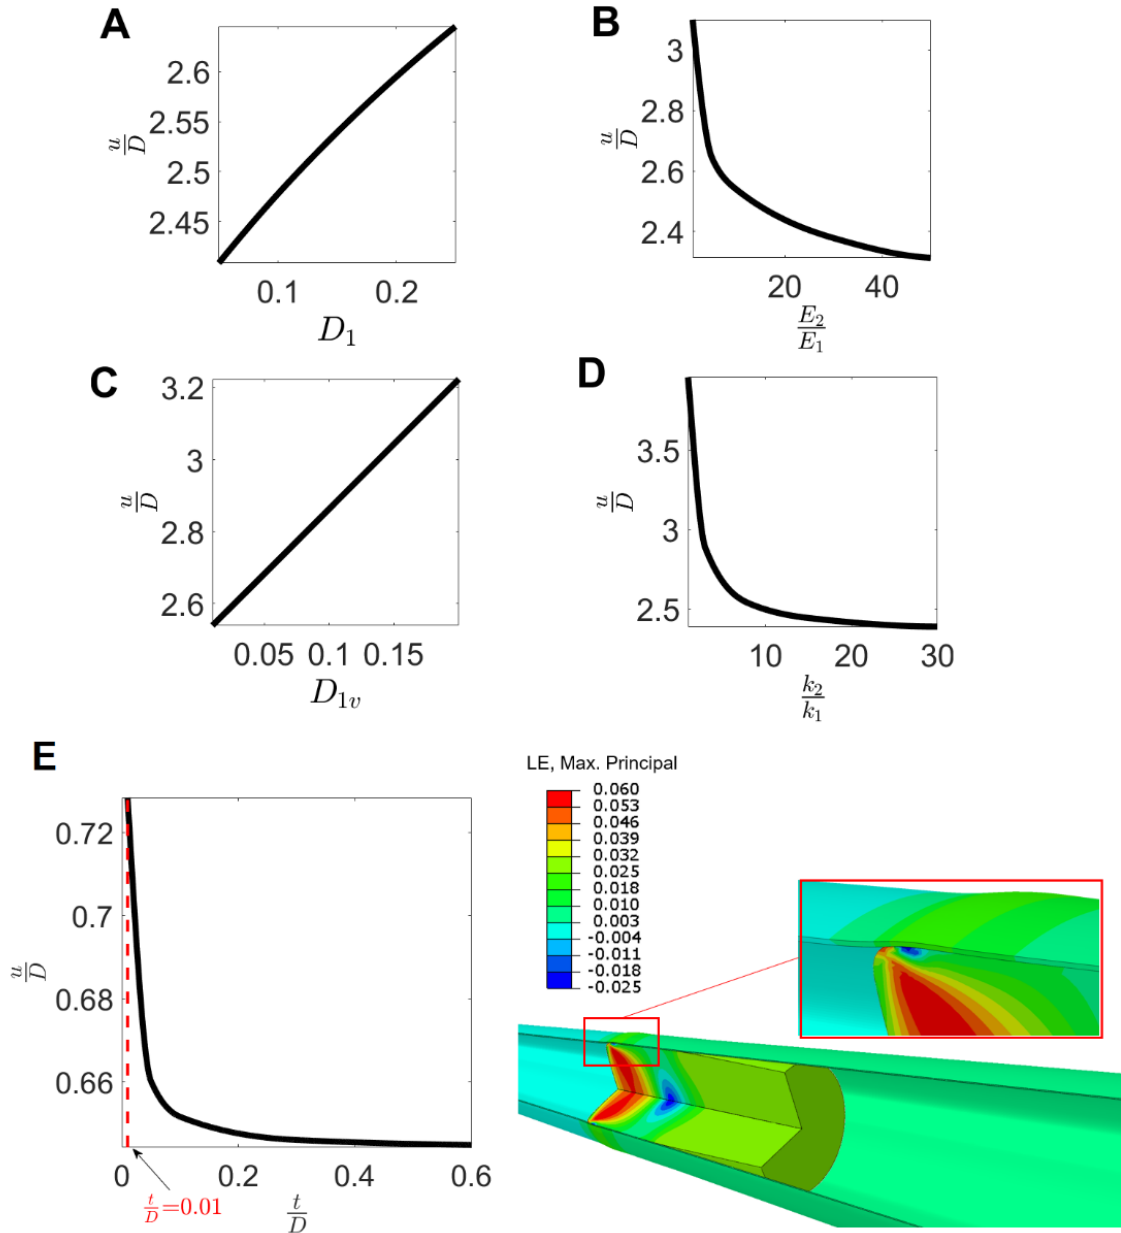 A
2.6
2.55
2.5
2.45
u/D
0.1 0.2
D₁
B
3
2.8
2.6
2.4
u/D
20 40
E₂/E₁
C
3.2
3
2.8
2.6
u/D
0.05 0.1 0.15
D₁ᵥ
D
3.5
3
2.5
u/D
10 20 30
k₂/k₁
E
0.72
0.7
0.68
0.66
u/D
0 0.2 0.4 0.6
t/D=0.01
t/D
LE, Max. Principal
0.060
0.053
0.046
0.039
0.032
0.025
0.018
0.010
0.003
-0.004
-0.011
-0.018
-0.025